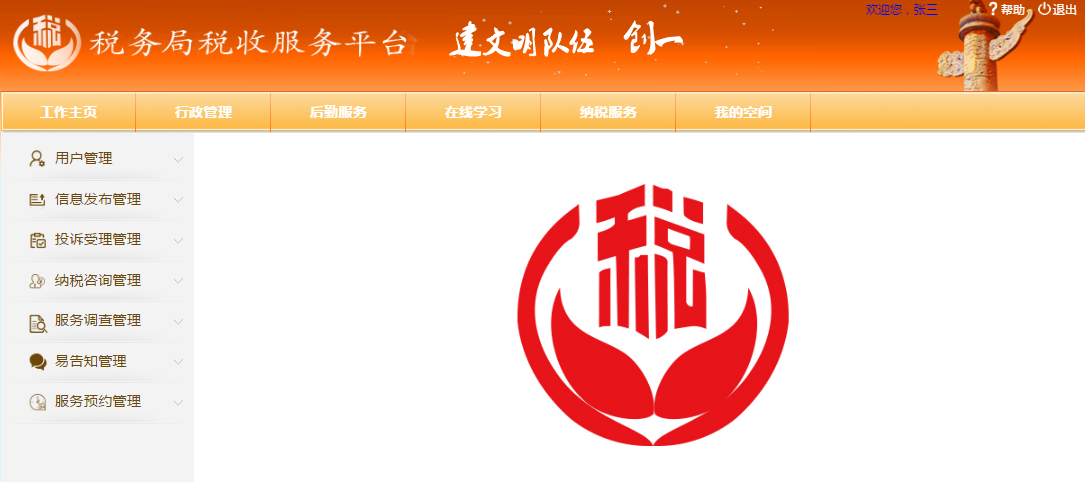 税
税务局税收服务平台
建文明队伍 创一
欢迎您，张三
? 帮助
退出
工作主页
行政管理
后勤服务
在线学习
纳税服务
我的空间
用户管理
信息发布管理
投诉受理管理
纳税咨询管理
服务调查管理
易告知管理
服务预约管理
税